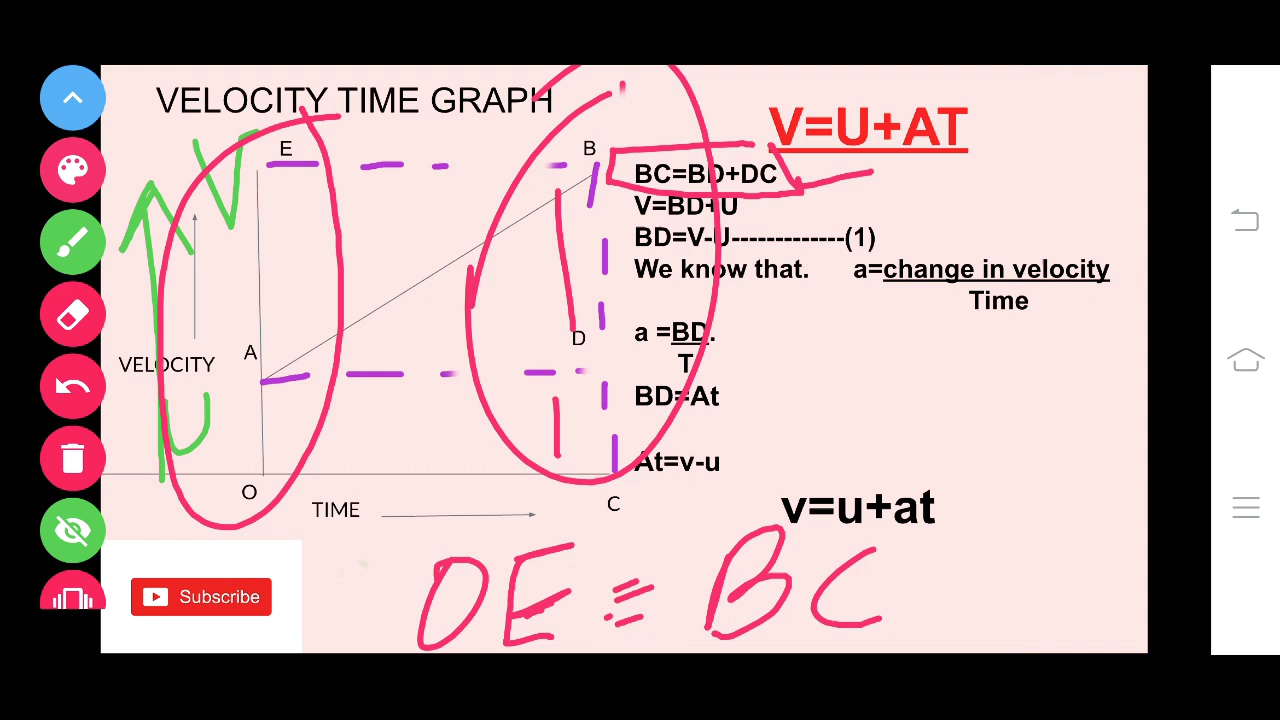 VELOCITY TIME GRAPH
V=U+AT
E
B
BC=BD+DC
V=BD+U
BD=V-U-------------(1)
We know that. a=change in velocity
Time
D
a =BD.
T
A
VELOCITY
BD=At
U
At=v-u
O
C
TIME
v=u+at
OE = BC
Subscribe